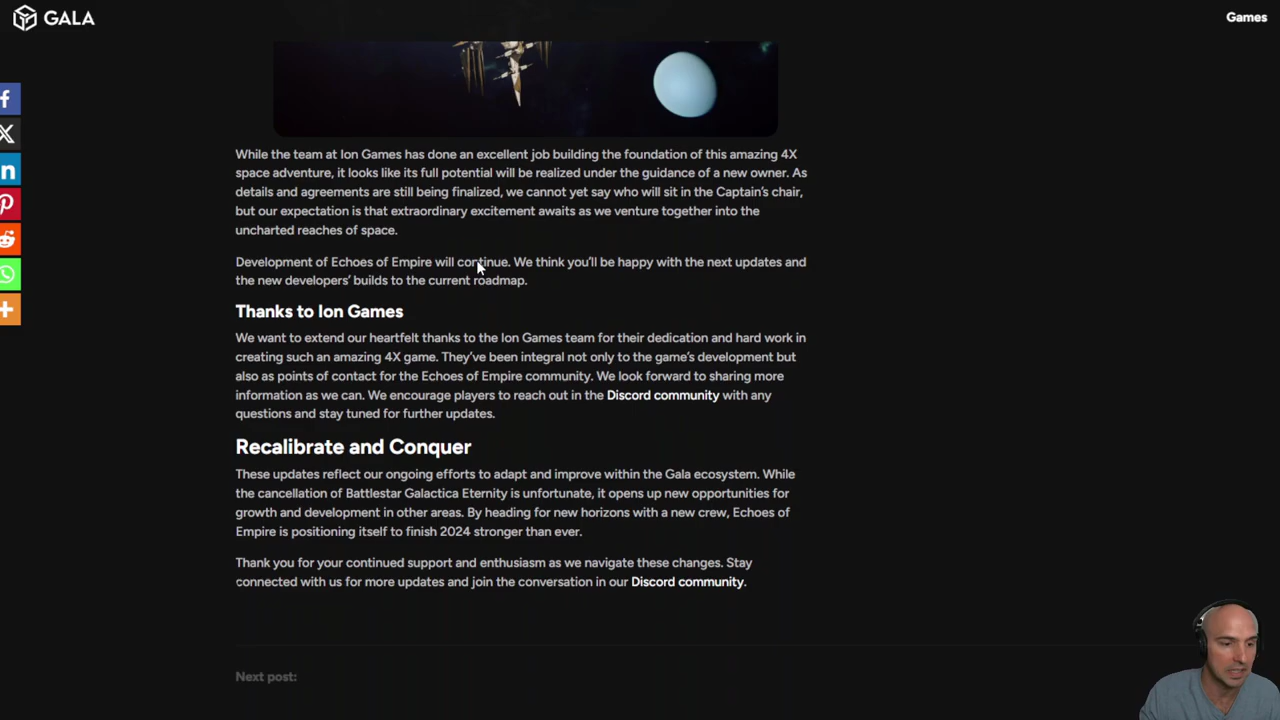 GALA
Games
While the team at Ion Games has done an excellent job building the foundation of this amazing 4X
space adventure, it looks like its full potential will be realized under the guidance of a new owner. As
details and agreements are still being finalized, we cannot yet say who will sit in the Captain's chair,
but our expectation is that extraordinary excitement awaits as we venture together into the
uncharted reaches of space.
Development of Echoes of Empire will continue. We think you'll be happy with the next updates and
the new developers' builds to the current roadmap.
Thanks to Ion Games
We want to extend our heartfelt thanks to the Ion Games team for their dedication and hard work in
creating such an amazing 4X game. They've been integral not only to the game's development but
also as points of contact for the Echoes of Empire community. We look forward to sharing more
information as we can. We encourage players to reach out in the Discord community with any
questions and stay tuned for further updates.
Recalibrate and Conquer
These updates reflect our ongoing efforts to adapt and improve within the Gala ecosystem. While
the cancellation of Battlestar Galactica Eternity is unfortunate, it opens up new opportunities for
growth and development in other areas. By heading for new horizons with a new crew, Echoes of
Empire is positioning itself to finish 2024 stronger than ever.
Thank you for your continued support and enthusiasm as we navigate these changes. Stay
connected with us for more updates and join the conversation in our Discord community.
Next post: